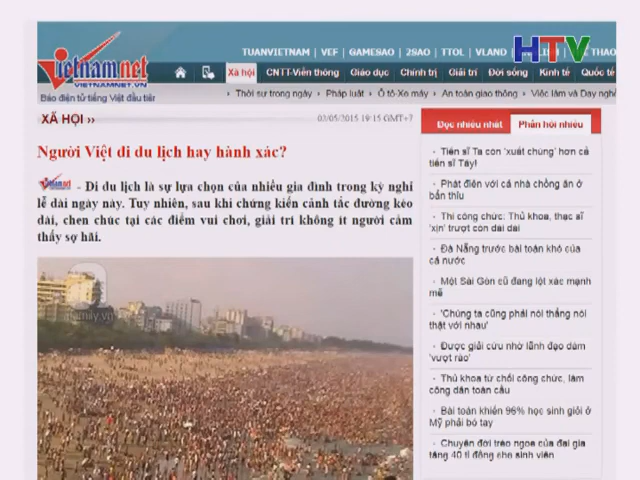 HTV
vietnamnet
VIETNAMNET.VN
Báo điện tử tiếng Việt đầu tiên
TUANVIETNAM | VEF | GAMESAO | 2SAO | TTOL | VLAND
THAO
Xã hội CNTT-Viễn thông Giáo dục Chính trị Giải trí Đời sống Kinh tế Quốc tế
Thời sự trong ngày Pháp luật Ô tô-Xe máy An toàn giao thông Việc làm và Dạy nghề
XÃ HỘI ››
02/05/2015 19:15 GMT+7
Người Việt đi du lịch hay hành xác?
vietnamnet - Đi du lịch là sự lựa chọn của nhiều gia đình trong kỳ nghỉ
lễ dài ngày này. Tuy nhiên, sau khi chứng kiến cảnh tắc đường kéo
dài, chen chúc tại các điểm vui chơi, giải trí không ít người cảm
thấy sợ hãi.
afamily.vn
Đọc nhiều nhất Phản hồi nhiều
Tiến sĩ Ta còn 'xuất chúng' hơn cả
tiến sĩ Tây!
Phát điên với cả nhà chồng ăn ở
bẩn thỉu
Thi công chức: Thủ khoa, thạc sĩ
'xịn' trượt còn dài dài
Đà Nẵng trước bài toán khó của
cả nước
Một Sài Gòn cũ đang lột xác mạnh
mẽ
'Chúng ta cũng phải nói thẳng nói
thật với nhau'
Được giải cứu nhờ lãnh đạo dám
'vượt rào'
Thủ khoa từ chối công chức, làm
công dân toàn cầu
Bài toán khiến 96% học sinh giỏi ở
Mỹ phải bó tay
Chuyện đời tréo ngoe của đại gia
tặng 40 tỉ đồng cho sinh viên